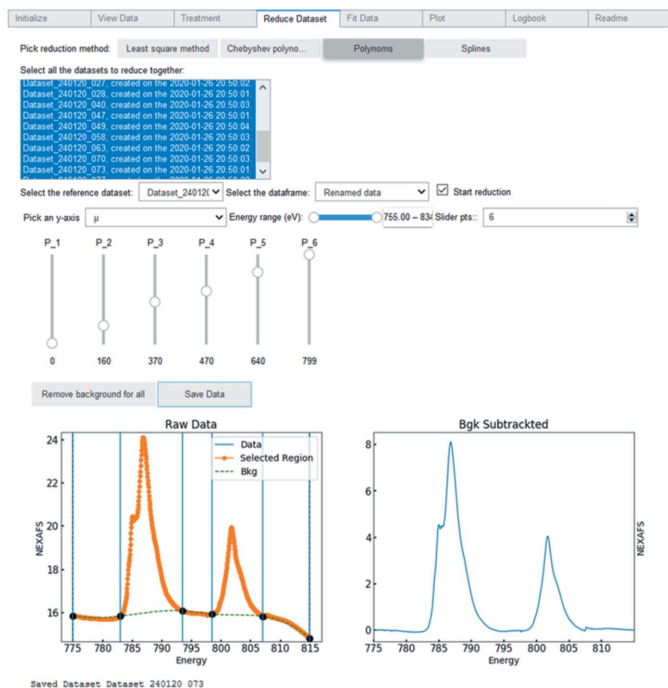 Initialize View Data Treatment Reduce Dataset Fit Data Plot Logbook Readme
Pick reduction method: Least square method Chebyshev polyno... Polynoms Splines
Select all the datasets to reduce together:
Dataset_240120_027, created on the 2020-01-26 20:50:02.
Dataset_240120_028, created on the 2020-01-26 20:50:01.
Dataset_240120_040, created on the 2020-01-26 20:50:03.
Dataset_240120_047, created on the 2020-01-26 20:50:01.
Dataset_240120_049, created on the 2020-01-26 20:50:04.
Dataset_240120_058, created on the 2020-01-26 20:50:03.
Dataset_240120_063, created on the 2020-01-26 20:50:02
Dataset_240120_070, created on the 2020-01-26 20:50:03.
Dataset_240120_073, created on the 2020-01-26 20:50:01.
Select the reference dataset: Dataset_24012( Select the dataframe: Renamed data Start reduction
Pick an y-axis μ Energy range (eV): 755.00 – 834 Slider pts:: 6
P_1 P_2 P_3 P_4 P_5 P_6
0 160 370 470 640 799
Remove background for all Save Data
Raw Data Bgk Subtrackted
24 22 20 18 16
NEXAFS
Data
Selected Region
Bkg
775 780 785 790 795 800 805 810 815
Energy
8 6 4 2 0
NEXAFS
775 780 785 790 795 800 805 810
Energy
Saved Dataset Dataset_240120_073